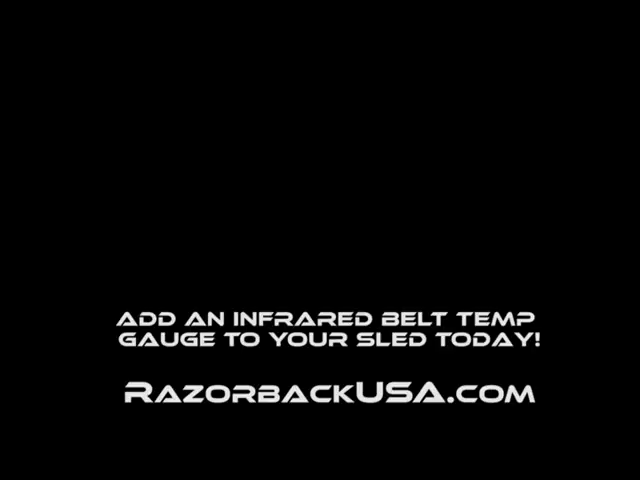 ADD AN INFRARED BELT TEMP
GAUGE TO YOUR SLED TODAY!
RAZORBACKUSA.COM